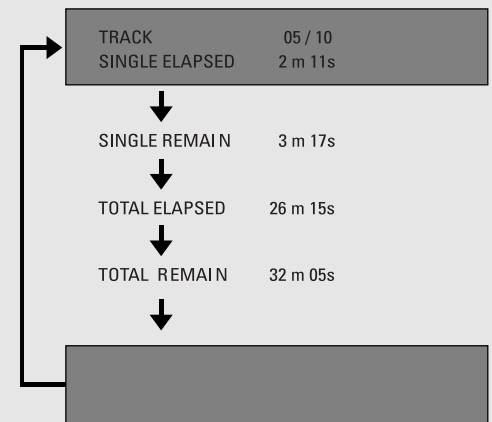 TRACK 05 / 10
SINGLE ELAPSED 2 m 11s
SINGLE REMAIN 3 m 17s
TOTAL ELAPSED 26 m 15s
TOTAL REMAIN 32 m 05s